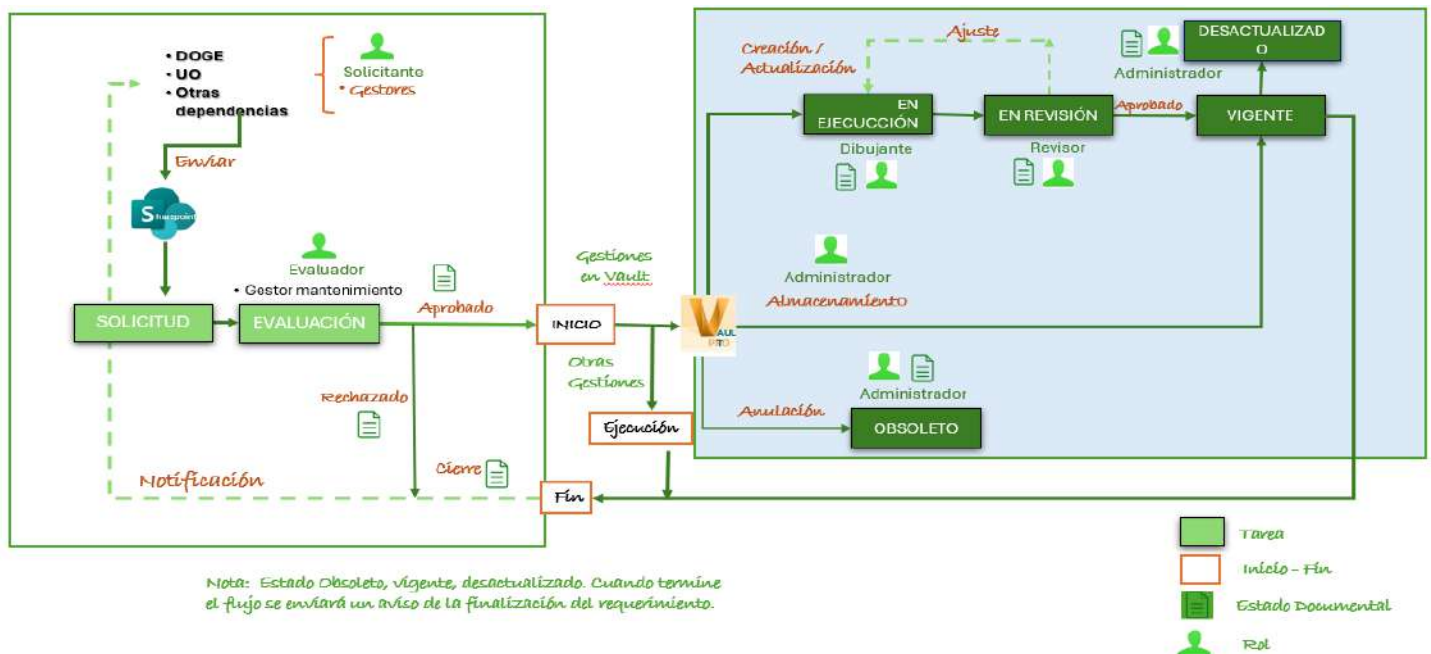 • DOGE
• UO
• Otras
dependencias
Solicitante
• Gestores
Enviar
Sharepoint
Evaluador
• Gestor mantenimiento
SOLICITUD
EVALUACIÓN
Aprobado
Rechazado
Cierre
Notificación
INICIO
Gestiones
en Vault
Otras
Gestiones
Ejecución
Fin
Creación /
Actualización
Ajuste
EN
EJECUCCIÓN
Dibujante
EN REVISIÓN
Revisor
Aprobado
Administrador
DESACTUALIZAD
O
VIGENTE
Administrador
Almacenamiento
Administrador
Anulación
OBSOLETO
Nota: Estado Obsoleto, vigente, desactualizado. Cuando termine
el flujo se enviará un aviso de la finalización del requerimiento.
Tarea
Inicio - Fin
Estado Documental
Rol